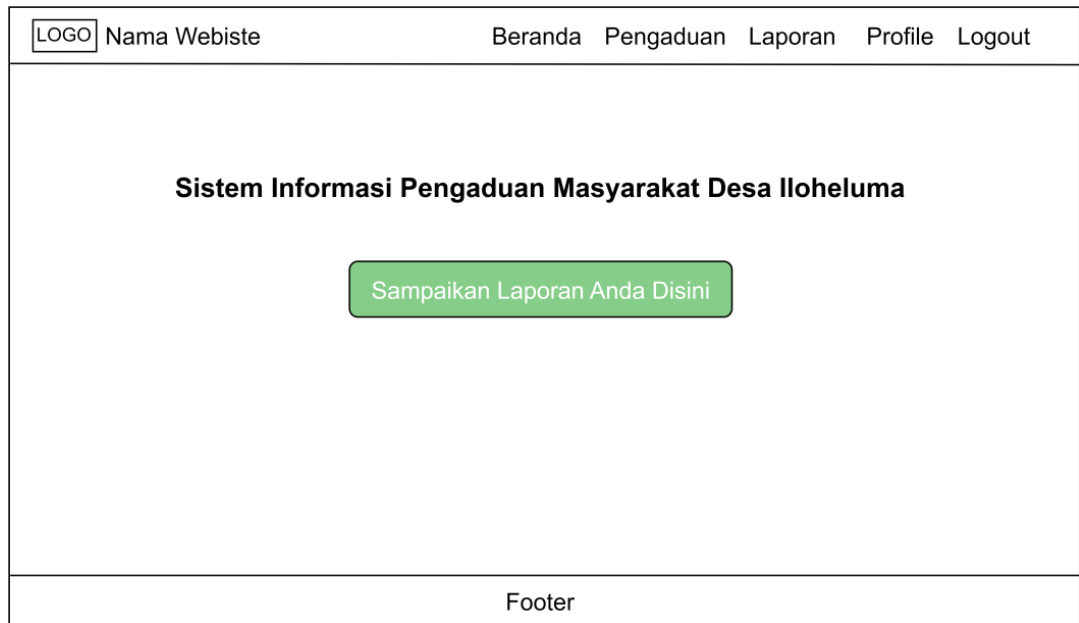 LOGO Nama Webiste Beranda Pengaduan Laporan Profile Logout
Sistem Informasi Pengaduan Masyarakat Desa Iloheluma
Sampaikan Laporan Anda Disini
Footer